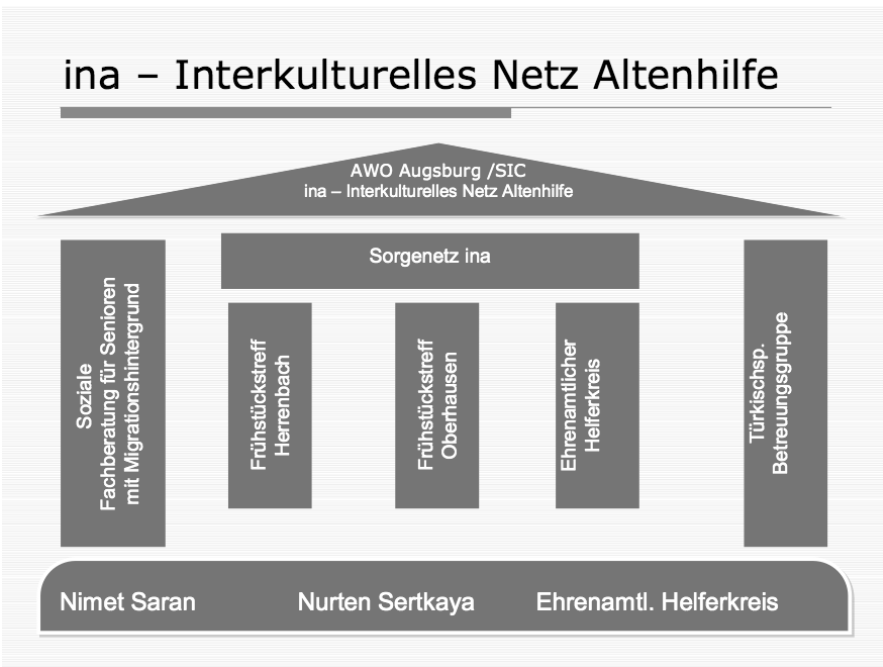 ina – Interkulturelles Netz Altenhilfe
AWO Augsburg /SIC
ina – Interkulturelles Netz Altenhilfe
Soziale
Fachberatung für Senioren
mit Migrationshintergrund
Sorgenetz ina
Frühstückstreff
Herrenbach
Frühstückstreff
Oberhausen
Ehrenamtlicher
Helferkreis
Türkischsp.
Betreuungsgruppe
Nimet Saran
Nurten Sertkaya
Ehrenamtl. Helferkreis